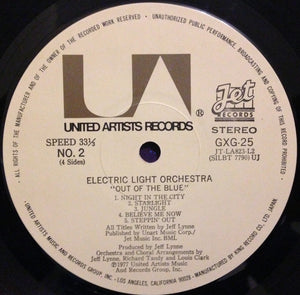 UNAUTHORIZED PUBLIC PERFORMANCE, BROADCASTING AND COPYING
ALL RIGHTS OF THE MANUFACTURER AND OF THE OWNER OF THE RECORDED WORK RESERVED
UA
®
Jet
RECORDS
UNITED ARTISTS RECORDS
SPEED 33⅓
NO. 2
(4 Sides)
STEREO
GXG-25
JT-LA823-L2
(SILBT 7790) UJ
ELECTRIC LIGHT ORCHESTRA
"OUT OF THE BLUE"
1. NIGHT IN THE CITY
2. STARLIGHT
3. JUNGLE
4. BELIEVE ME NOW
5. STEPPIN' OUT
All Titles Written by Jeff Lynne
(Published by Unart Music Corp./
Jet Music Inc. BMI.
Produced by Jeff Lynne
Orchestra and Choral Arrangements by
Jeff Lynne, Richard Tandy and Louis Clark
℗1977 United Artists Music
And Records Group, Inc.
UNITED ARTISTS MUSIC AND RECORDS GROUP, INC. LOS ANGELES, CALIFORNIA 90028 • MANUFACTURED BY KING RECORD CO. LTD. JAPAN